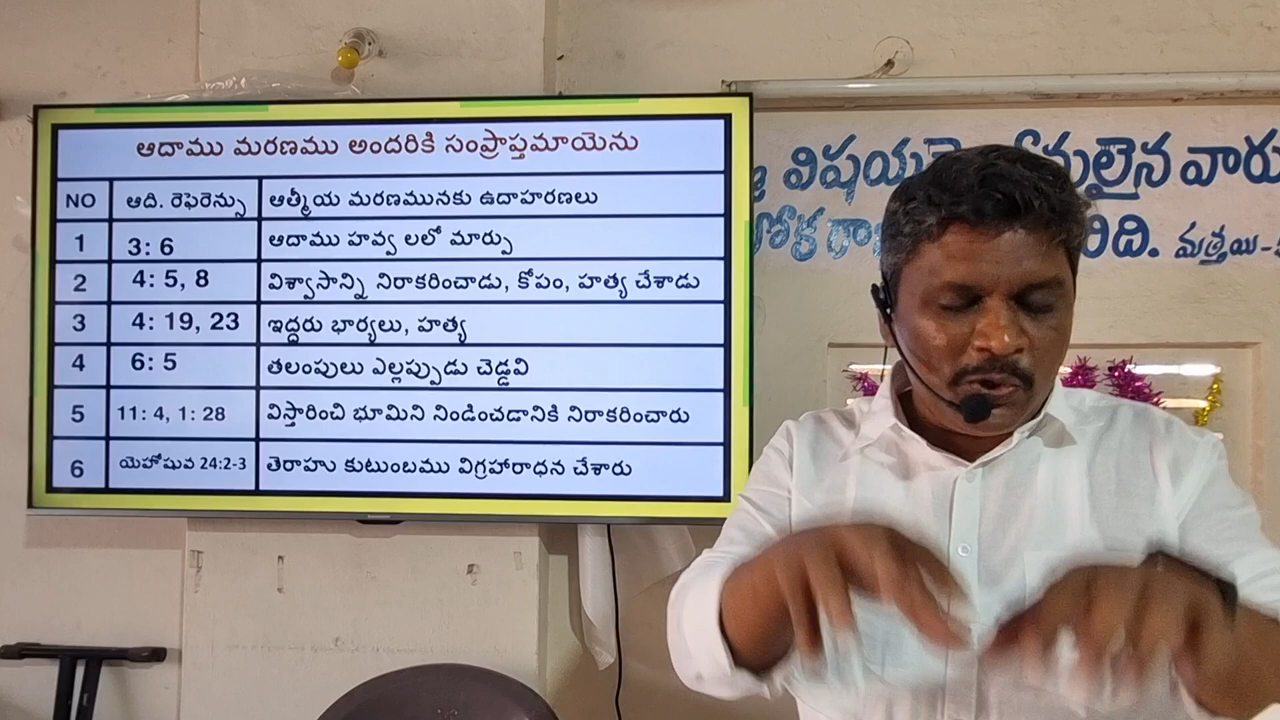 ఆదాము మరణము అందరికి సంప్రాప్తమాయెను
NO ఆది. రెఫరెన్సు ఆత్మీయ మరణమునకు ఉదాహరణలు
1 3: 6 ఆదాము హవ్వ లలో మార్పు
2 4: 5, 8 విశ్వాసాన్ని నిరాకరించాడు, కోపం, హత్య చేశాడు
3 4: 19, 23 ఇద్దరు భార్యలు, హత్య
4 6: 5 తలంపులు ఎల్లప్పుడు చెడ్డవి
5 11: 4, 1: 28 విస్తారించి భూమిని నిండించడానికి నిరాకరించారు
6 యెహోషువ 24:2-3 తెరాహు కుటుంబము విగ్రహారాధన చేశారు
విషయమై వారు
మత్తయి-